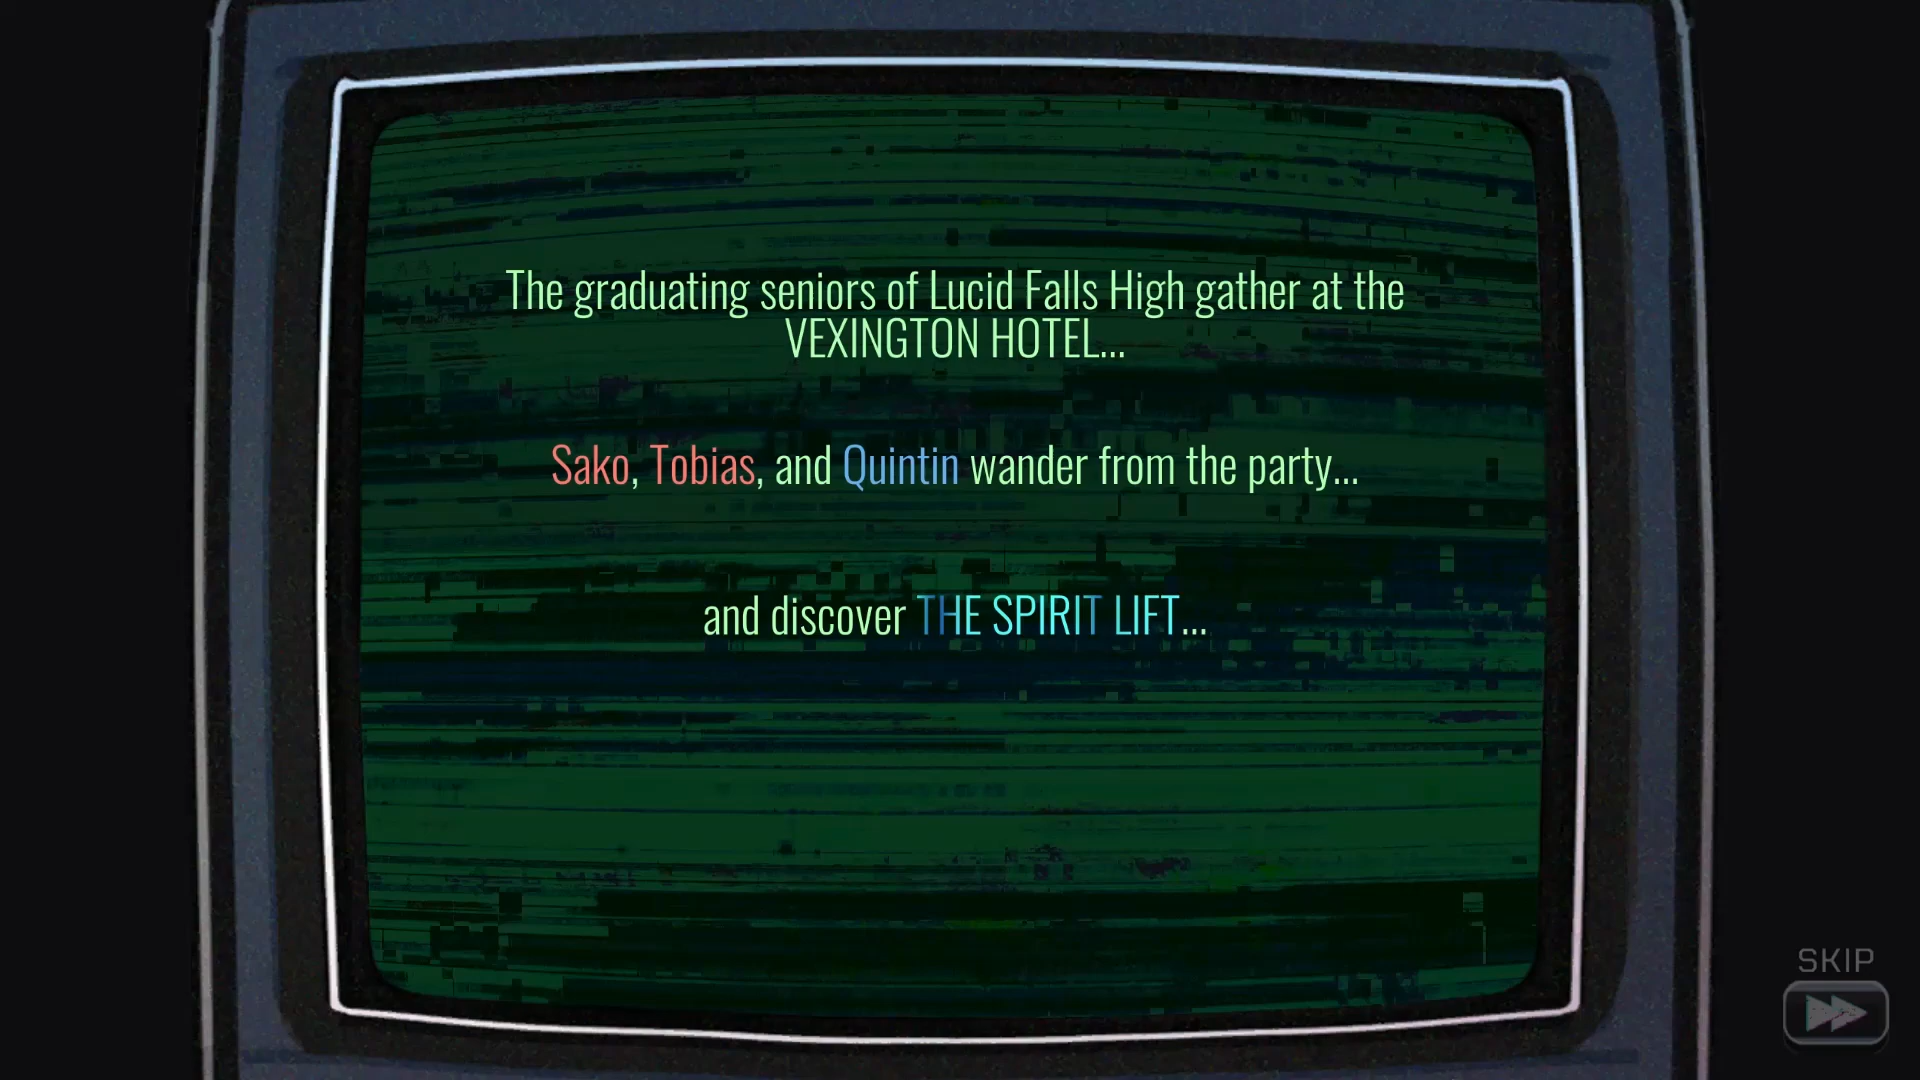 The graduating seniors of Lucid Falls High gather at the
VEXINGTON HOTEL...
Sako, Tobias, and Quintin wander from the party...
and discover THE SPIRIT LIFT...
SKIP